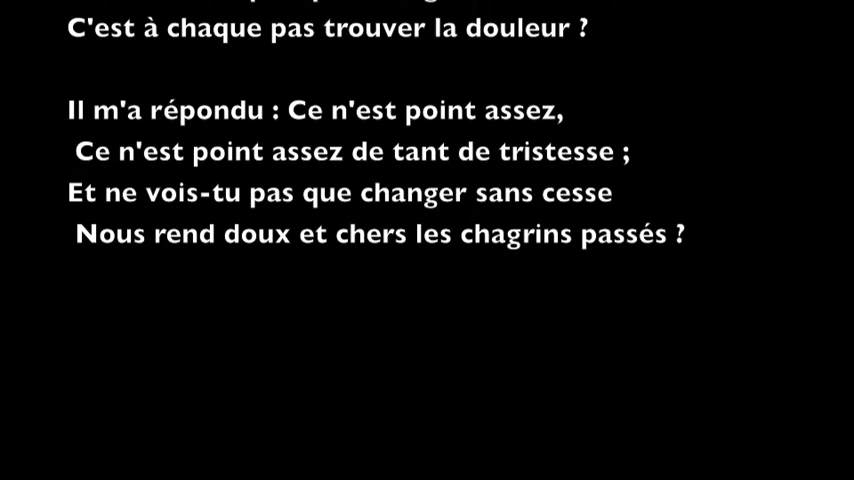 C'est à chaque pas trouver la douleur ?
Il m'a répondu : Ce n'est point assez,
Ce n'est point assez de tant de tristesse ;
Et ne vois-tu pas que changer sans cesse
Nous rend doux et chers les chagrins passés ?